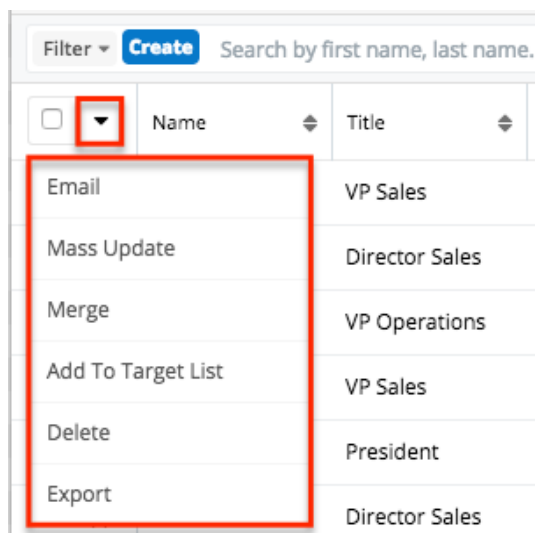 Filter Create Search by first name, last name.
Name Title
Email
VP Sales
Mass Update
Director Sales
Merge
VP Operations
Add To Target List
VP Sales
Delete
President
Export
Director Sales